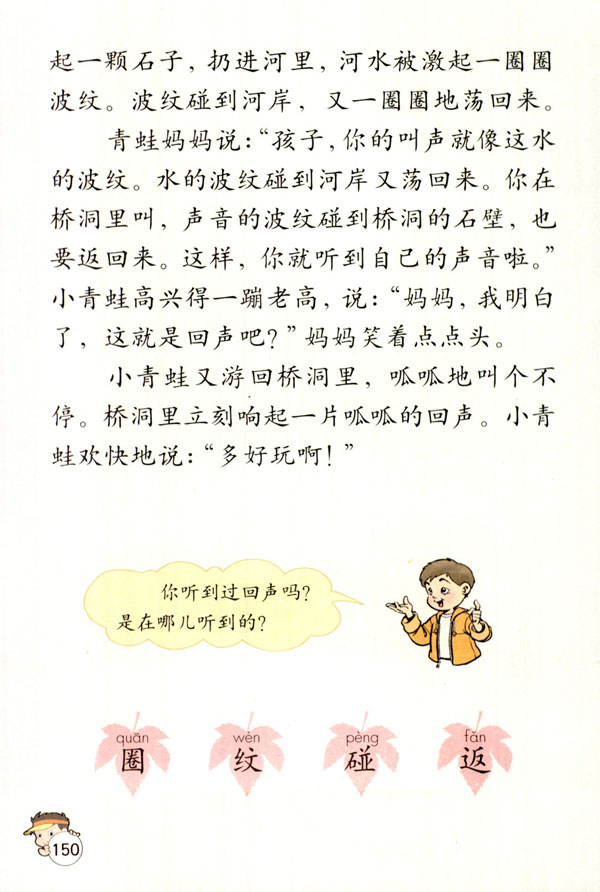 起一颗石子，扔进河里，河水被激起一圈圈
波纹。波纹碰到河岸，又一圈圈地荡回来。
青蛙妈妈说：“孩子，你的叫声就像这水
的波纹。水的波纹碰到河岸又荡回来。你在
桥洞里叫，声音的波纹碰到桥洞的石壁，也
要返回来。这样，你就听到自己的声音啦。”
小青蛙高兴得一蹦老高，说：“妈妈，我明白
了，这就是回声吧？”妈妈笑着点点头。
小青蛙又游回桥洞里，呱呱地叫个不
停。桥洞里立刻响起一片呱呱的回声。小青
蛙欢快地说：“多好玩啊！”
你听到过回声吗？
是在哪儿听到的？
quān wén pèng fǎn
圈 纹 碰 返
150